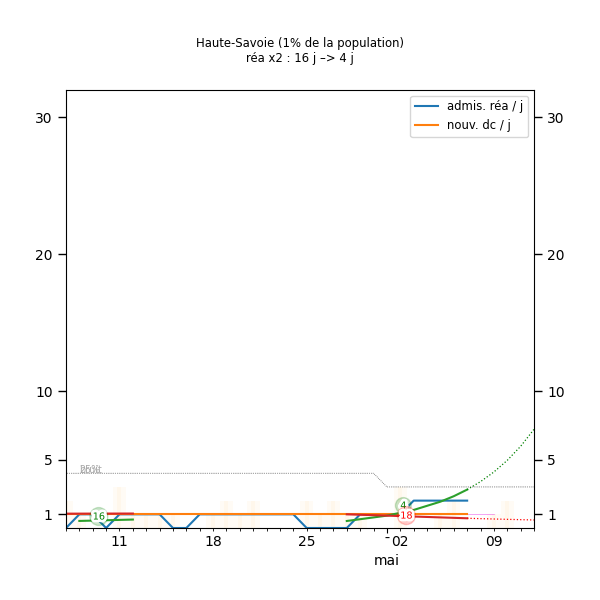 Haute-Savoie (1% de la population)
réa x2 : 16 j –> 4 j
admis. réa / j
nouv. dc / j
30 30
20 20
10 10
5 5
1 1
16
4
-18
11 18 25 02 09
mai